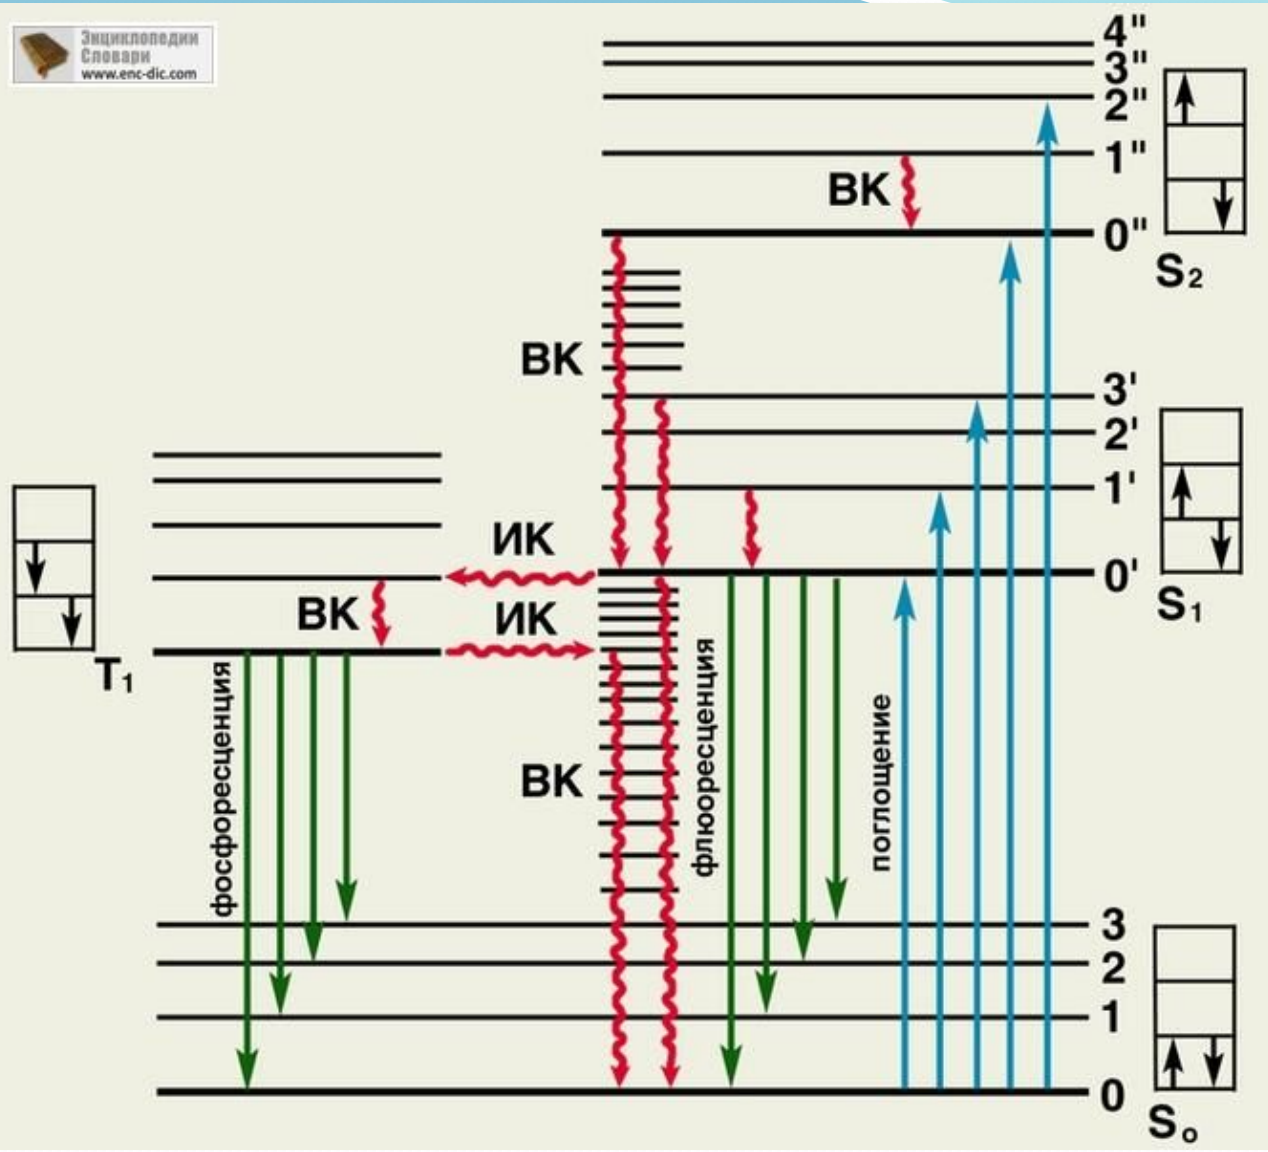 Энциклопедии
Словари
www.enc-dic.com
4"
3"
2"
1"
ВК
0"
S2
ВК
3'
2'
1'
ИК
0'
ВК
ИК
S1
T1
фосфоресценция
флюоресценция
поглощение
ВК
3
2
1
0
So